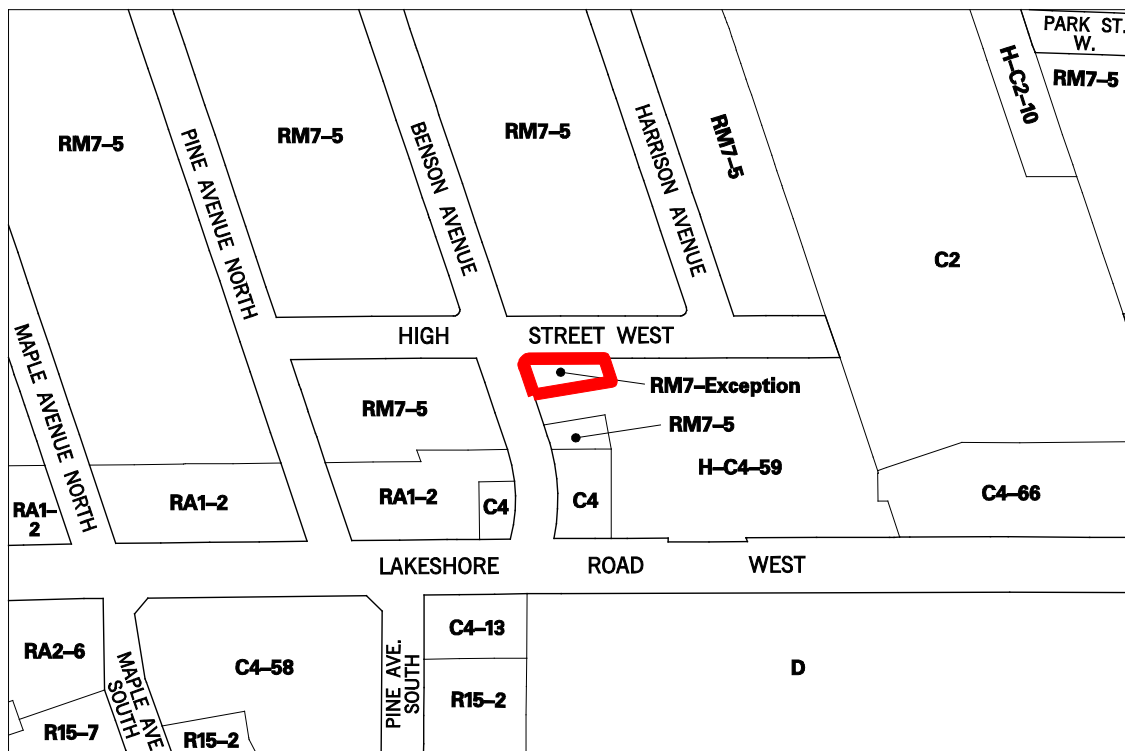 PARK ST.
W.
RM7–5
H–C2–10
RM7–5
PINE AVENUE NORTH
RM7–5
BENSON AVENUE
RM7–5
HARRISON AVENUE
RM7–5
C2
MAPLE AVENUE NORTH
HIGH STREET WEST
RM7–Exception
RM7–5
RM7–5
H–C4–59
RA1–
2
RA1–2
RA1–2
C4
C4
C4–66
LAKESHORE ROAD WEST
RA2–6
MAPLE AVE.
SOUTH
C4–58
PINE AVE.
SOUTH
C4–13
R15–2
D
R15–7
R15–2